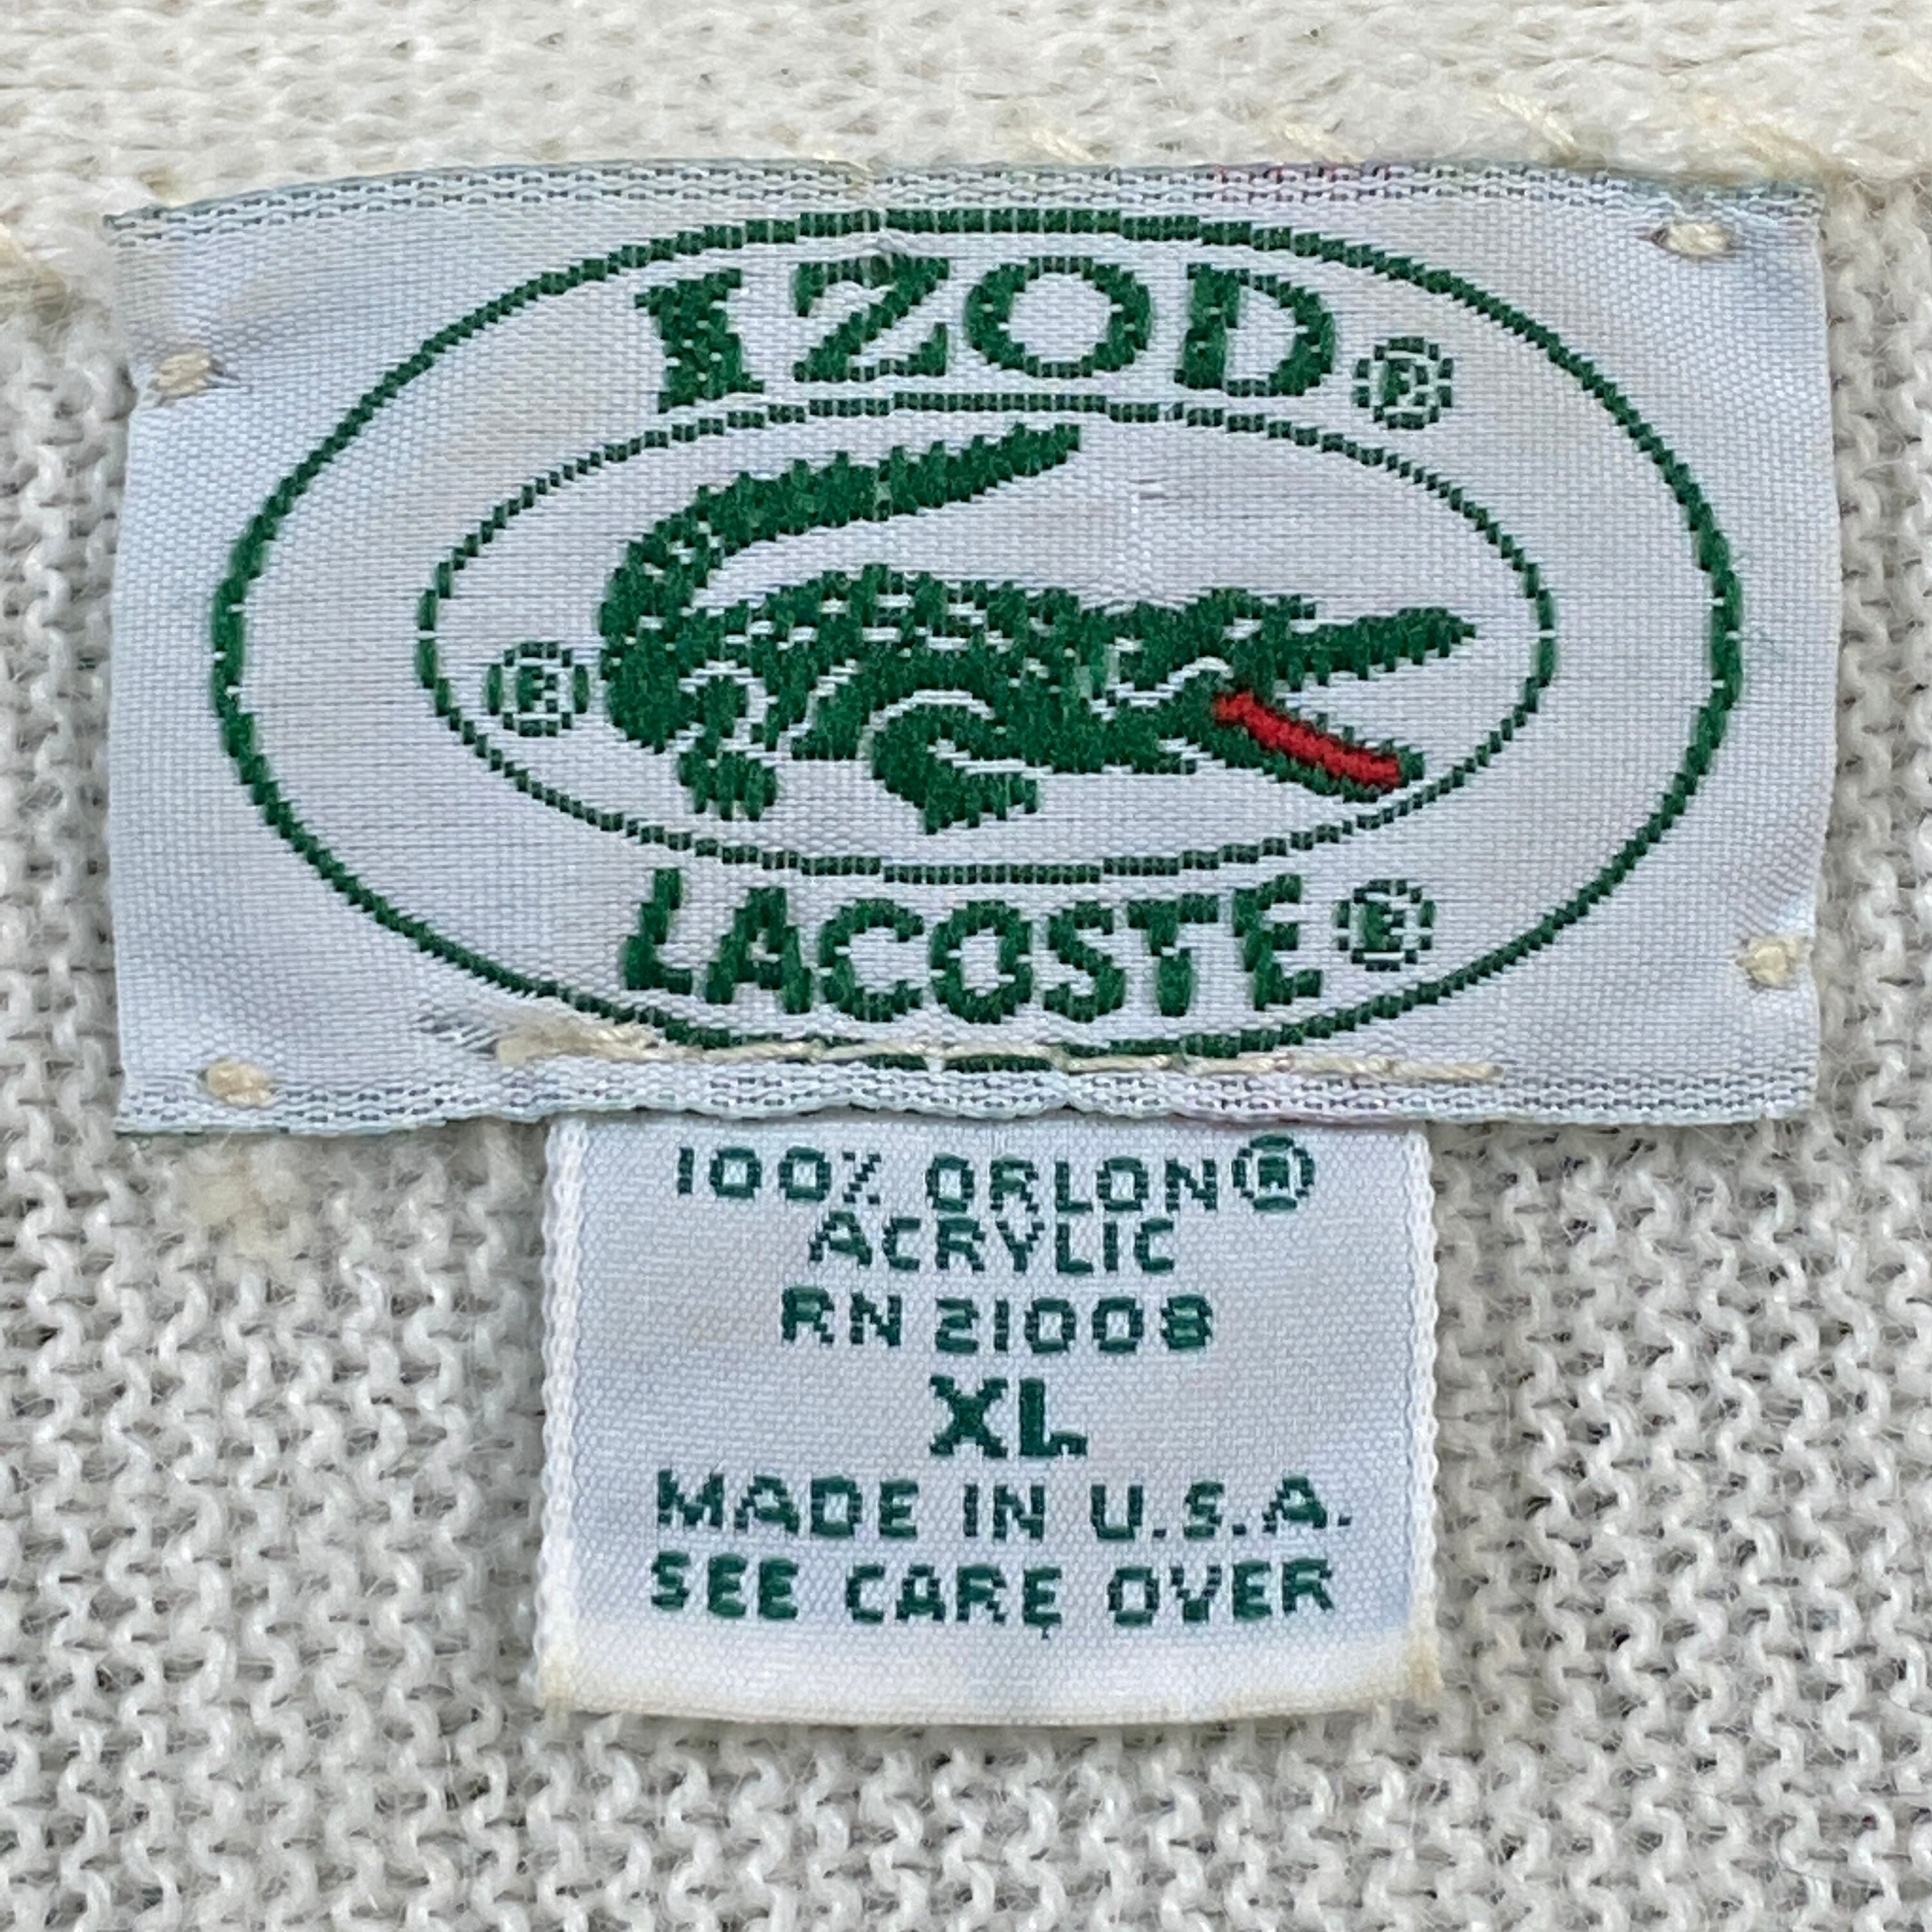 IZOD®
®
LACOSTE®
100% ORLON®
ACRYLIC
RN 21008
XL
MADE IN U.S.A.
SEE CARE OVER